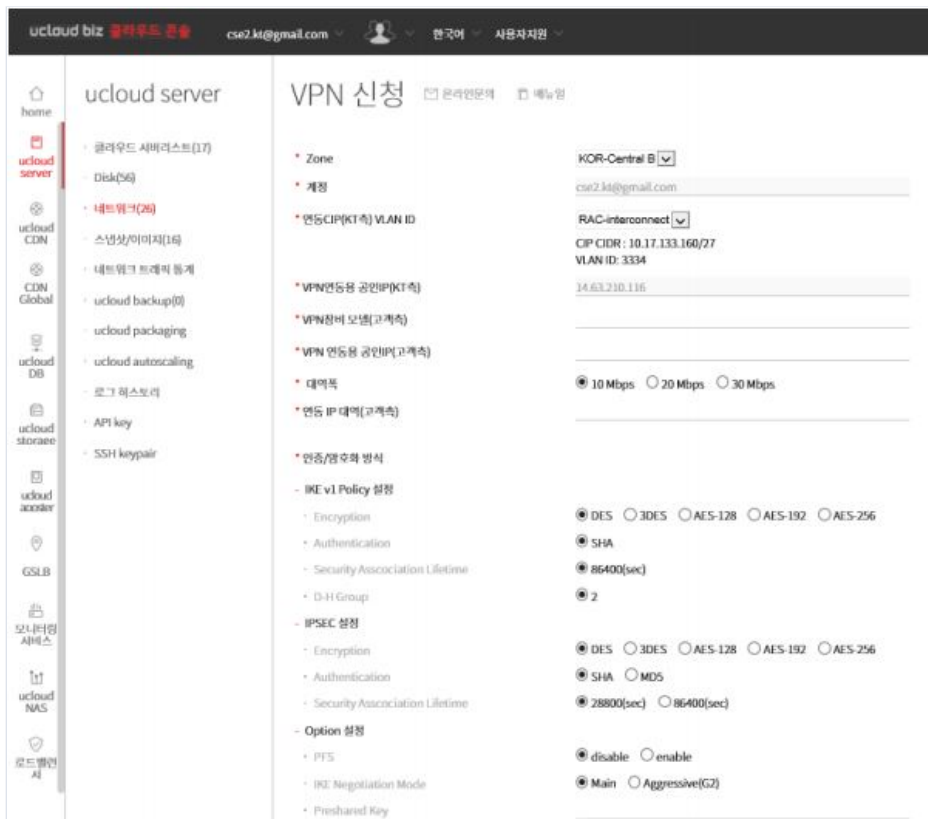 ucloud biz 클라우드 콘솔 cse2.kt@gmail.com 한국어 사용자지원
home
ucloud server
ucloud CDN
CDN Global
ucloud DB
ucloud storage
ucloud
GSLB
모니터링 서비스
ucloud NAS
로드밸런서
ucloud server
클라우드 서버리스트(17)
Disk(56)
네트워크(26)
스냅샷/이미지(16)
네트워크 트래픽 통계
ucloud backup(0)
ucloud packaging
ucloud autoscaling
로그 히스토리
API key
SSH keypair
VPN 신청 온라인문의 매뉴얼
* Zone KOR-Central B
* 계정 cse2.kt@gmail.com
* 연동CIP(KT측) VLAN ID RAC-interconnect
CIP CIDR : 10.17.133.160/27
VLAN ID: 3334
* VPN연동용 공인IP(KT측) 14.63.210.116
* VPN장비 모델(고객측)
* VPN 연동용 공인IP(고객측)
* 대역폭 10 Mbps 20 Mbps 30 Mbps
* 연동 IP 대역(고객측)
* 인증/암호화 방식
- IKE v1 Policy 설정
· Encryption DES 3DES AES-128 AES-192 AES-256
· Authentication SHA
· Security Asscociation Lifetime 86400(sec)
· D-H Group 2
- IPSEC 설정
· Encryption DES 3DES AES-128 AES-192 AES-256
· Authentication SHA MD5
· Security Asscociation Lifetime 28800(sec) 86400(sec)
- Option 설정
· PFS disable enable
· IKE Negotiation Mode Main Aggressive(G2)
· Preshared Key